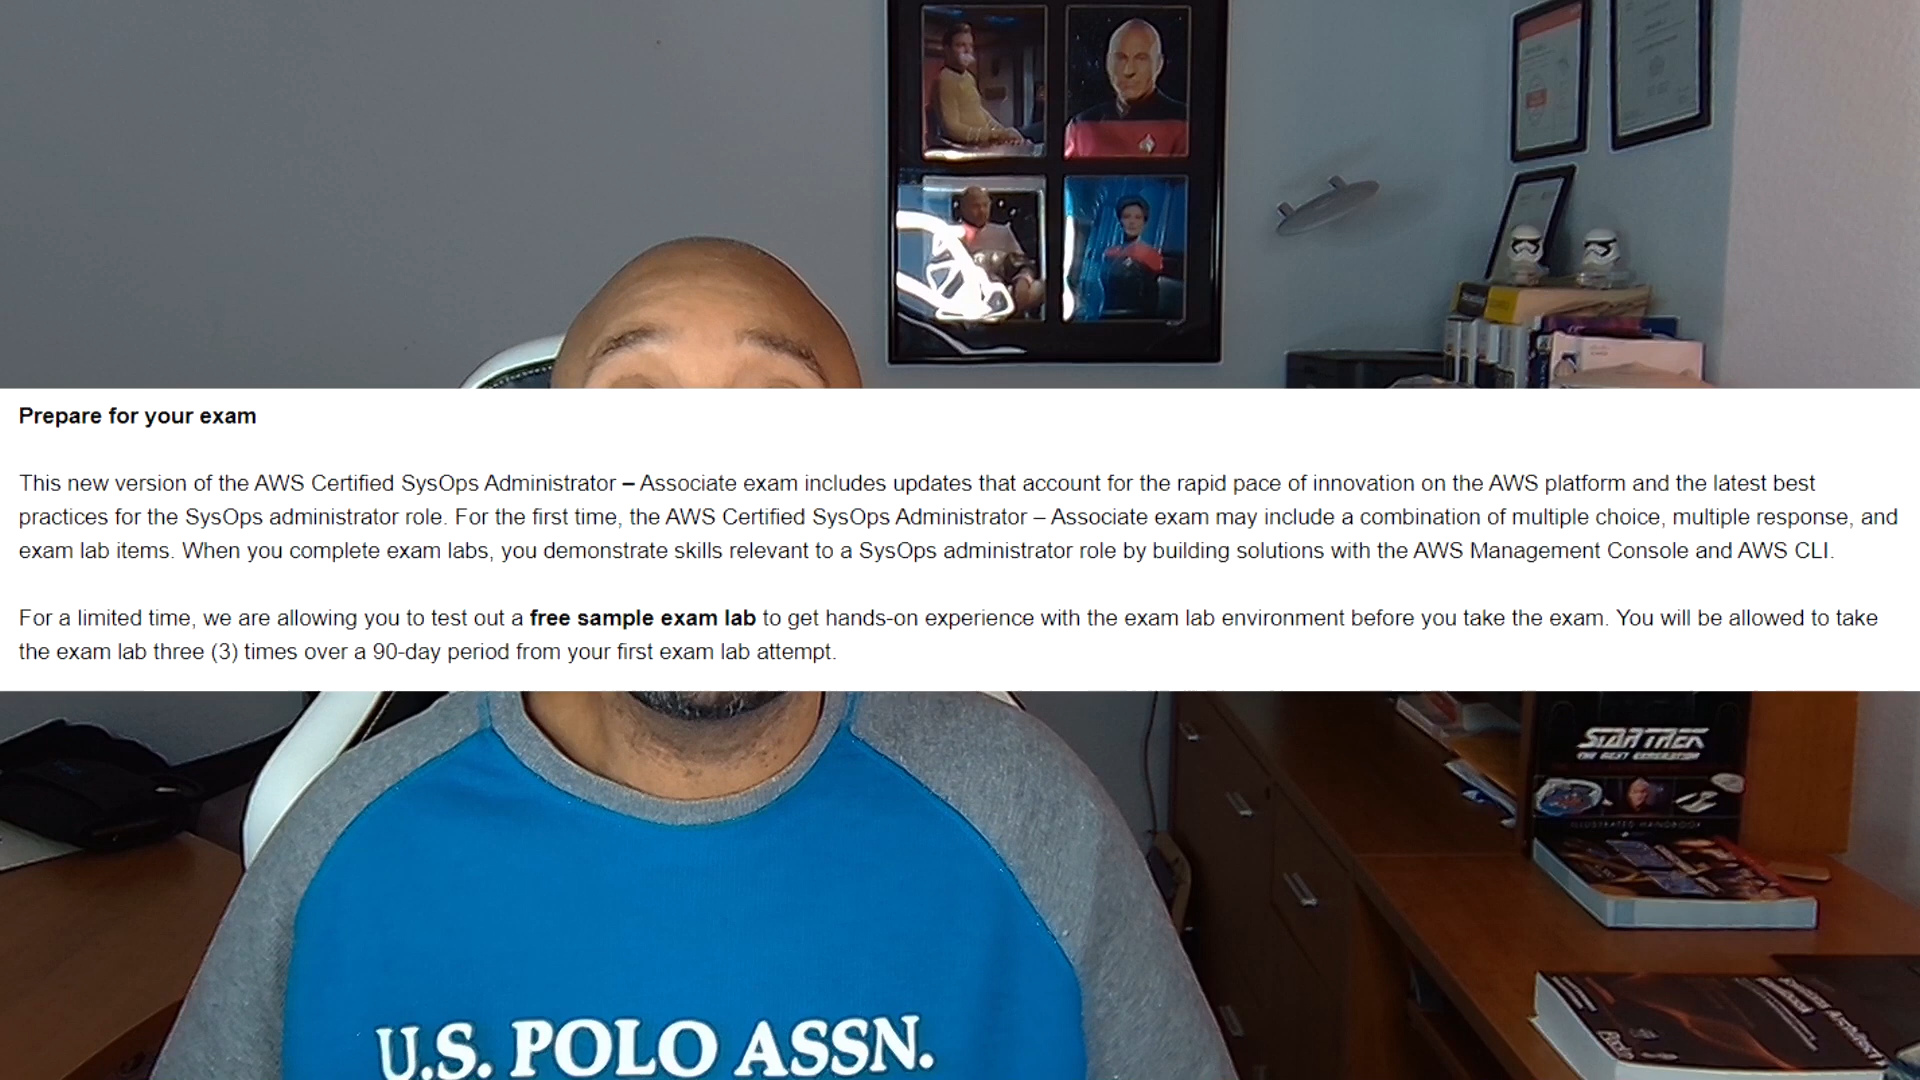 Prepare for your exam
This new version of the AWS Certified SysOps Administrator – Associate exam includes updates that account for the rapid pace of innovation on the AWS platform and the latest best
practices for the SysOps administrator role. For the first time, the AWS Certified SysOps Administrator – Associate exam may include a combination of multiple choice, multiple response, and
exam lab items. When you complete exam labs, you demonstrate skills relevant to a SysOps administrator role by building solutions with the AWS Management Console and AWS CLI.
For a limited time, we are allowing you to test out a free sample exam lab to get hands-on experience with the exam lab environment before you take the exam. You will be allowed to take
the exam lab three (3) times over a 90-day period from your first exam lab attempt.
STAR TREK
THE NEXT GENERATION
ILLUSTRATED HANDBOOK
U.S. POLO ASSN.